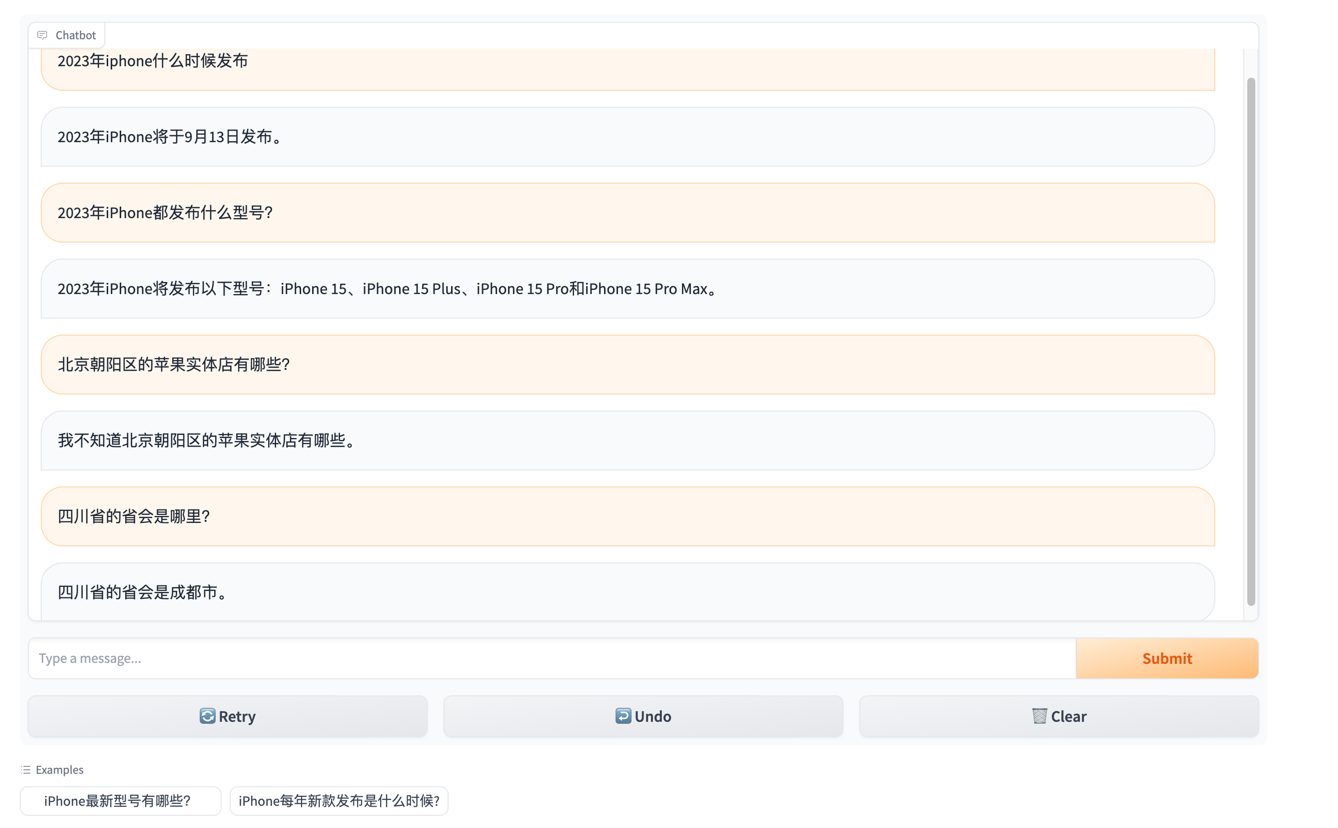 Chatbot
2023年iphone什么时候发布
2023年iPhone将于9月13日发布。
2023年iPhone都发布什么型号?
2023年iPhone将发布以下型号：iPhone 15、iPhone 15 Plus、iPhone 15 Pro和iPhone 15 Pro Max。
北京朝阳区的苹果实体店有哪些?
我不知道北京朝阳区的苹果实体店有哪些。
四川省的省会是哪里?
四川省的省会是成都市。
Type a message...
Submit
Retry
Undo
Clear
Examples
iPhone最新型号有哪些?
iPhone每年新款发布是什么时候?